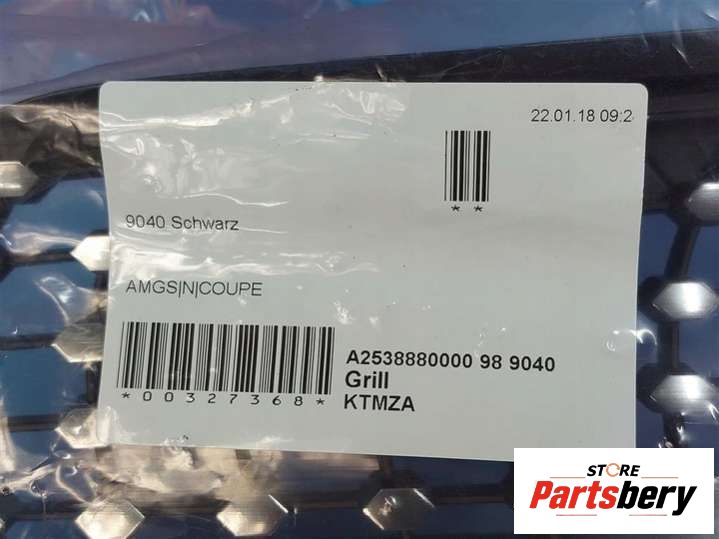 22.01.18 09:2
* *
9040 Schwarz
AMGS|N|COUPE
*00327368*
A2538880000 98 9040
Grill
KTMZA
STORE
Partsbery